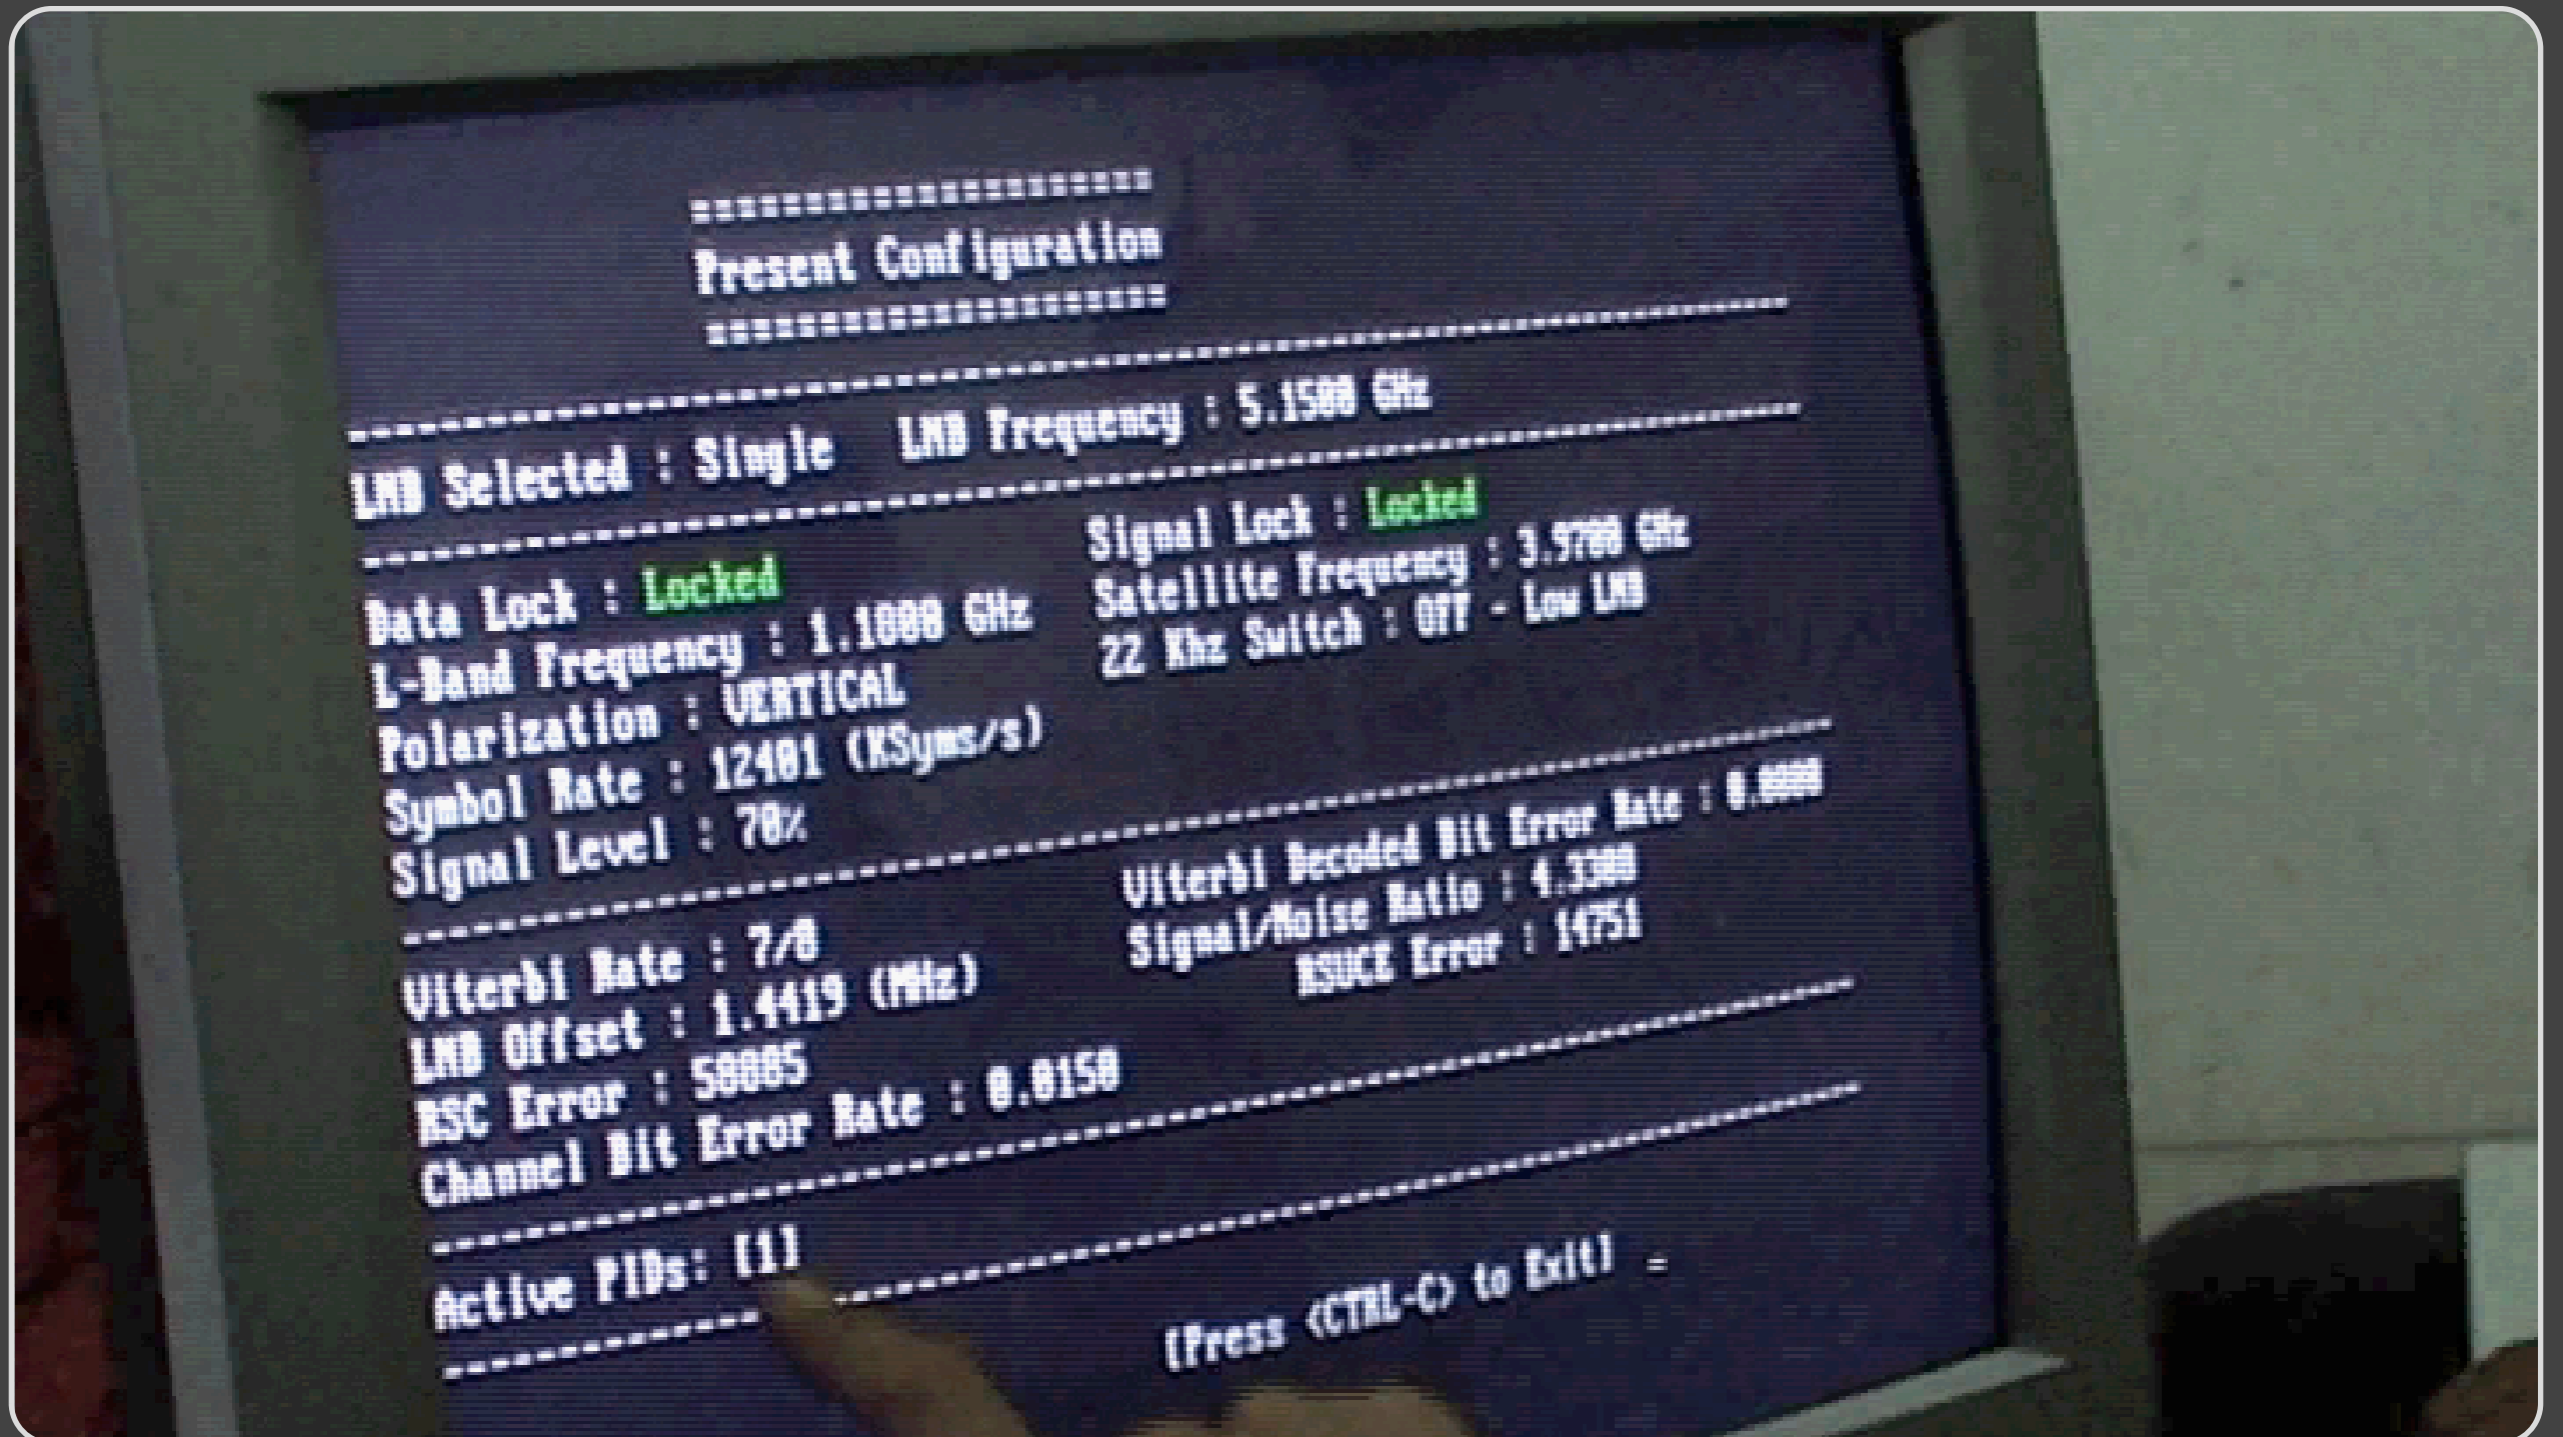 ====================
Present Configuration
====================
----------------------------------------------------------------
LNB Selected : Single LNB Frequency : 5.1500 GHz
----------------------------------------------------------------
Data Lock : Locked Signal Lock : Locked
L-Band Frequency : 1.1800 GHz Satellite Frequency : 3.9700 GHz
Polarization : VERTICAL 22 Khz Switch : OFF - Low LNB
Symbol Rate : 12401 (KSyms/s)
Signal Level : 70%
----------------------------------------------------------------
Viterbi Rate : 7/8 Viterbi Decoded Bit Error Rate :
LNB Offset : 1.4419 (MHz) Signal/Noise Ratio : 4.3300
RSC Error : RSUCE Error : 14751
Channel Bit Error Rate : 0.0150
----------------------------------------------------------------
Active PIDs: [1]
----------------------------------------------------------------
[Press <CTRL-C> to Exit] _